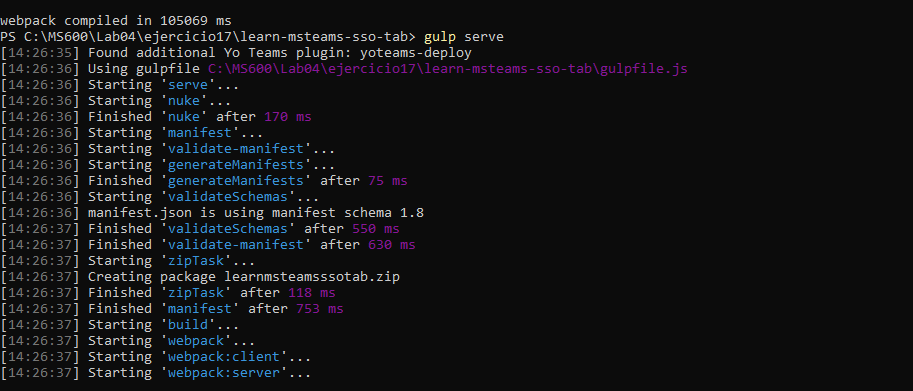 webpack compiled in 105069 ms
PS C:\MS600\Lab04\ejercicio17\learn-msteams-sso-tab> gulp serve
[14:26:35] Found additional Yo Teams plugin: yoteams-deploy
[14:26:36] Using gulpfile C:\MS600\Lab04\ejercicio17\learn-msteams-sso-tab\gulpfile.js
[14:26:36] Starting 'serve'...
[14:26:36] Starting 'nuke'...
[14:26:36] Finished 'nuke' after 170 ms
[14:26:36] Starting 'manifest'...
[14:26:36] Starting 'validate-manifest'...
[14:26:36] Starting 'generateManifests'...
[14:26:36] Finished 'generateManifests' after 75 ms
[14:26:36] Starting 'validateSchemas'...
[14:26:36] manifest.json is using manifest schema 1.8
[14:26:37] Finished 'validateSchemas' after 550 ms
[14:26:37] Finished 'validate-manifest' after 630 ms
[14:26:37] Starting 'zipTask'...
[14:26:37] Creating package learnmsteamsssotab.zip
[14:26:37] Finished 'zipTask' after 118 ms
[14:26:37] Finished 'manifest' after 753 ms
[14:26:37] Starting 'build'...
[14:26:37] Starting 'webpack'...
[14:26:37] Starting 'webpack:client'...
[14:26:37] Starting 'webpack:server'...